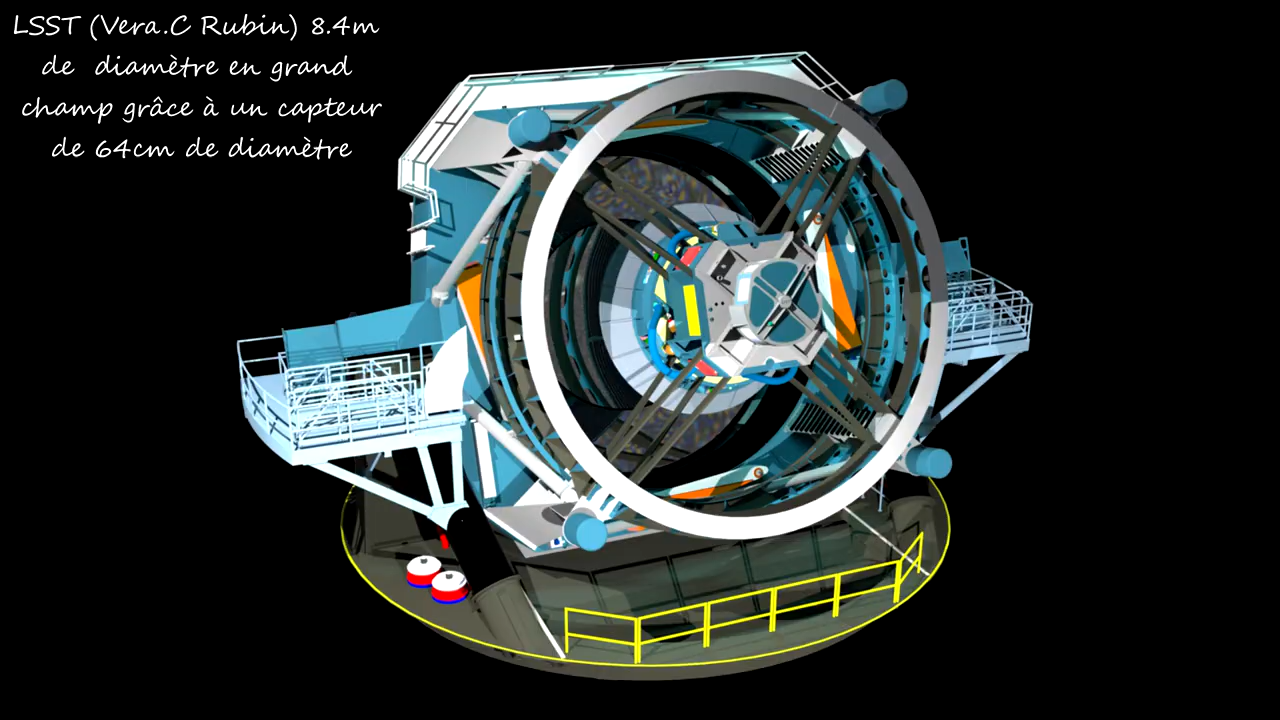 LSST (Vera.C Rubin) 8.4m
de diamètre en grand
champ grâce à un capteur
de 64cm de diamètre